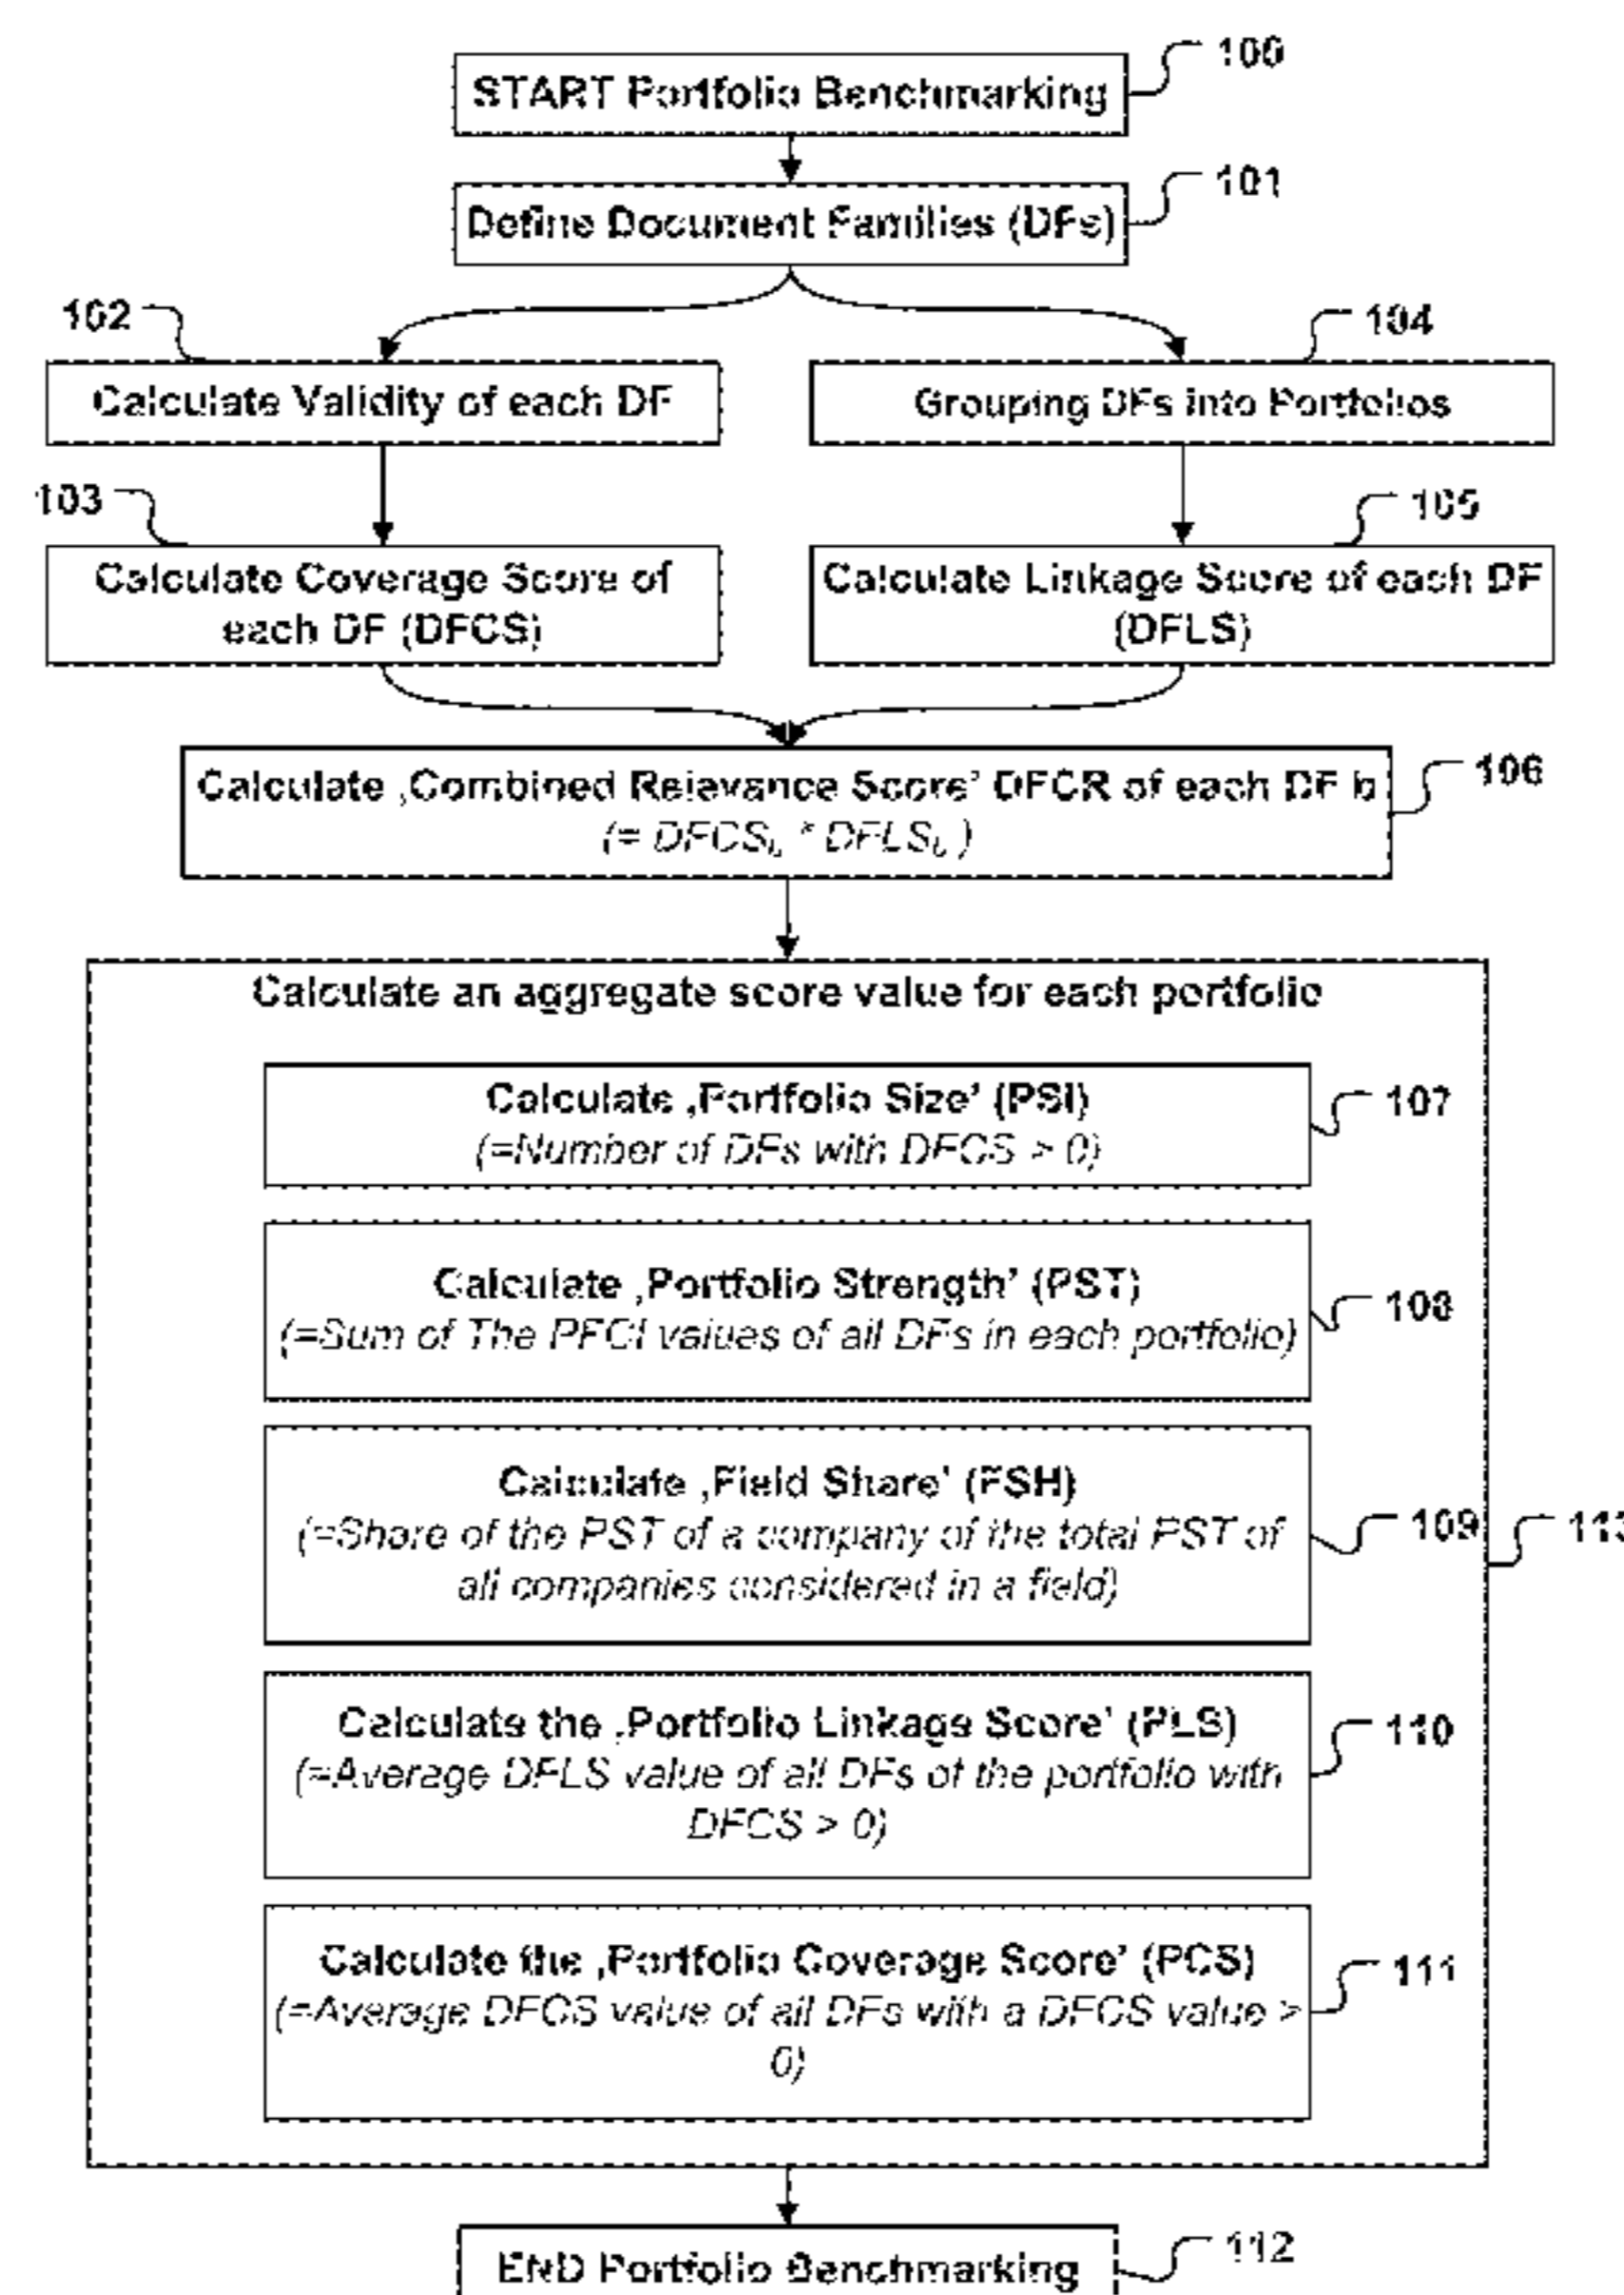 START Portfolio Benchmarking
100
Define Document Families (DFs)
101
102
104
Calculate Validity of each DF
Grouping DFs into Portfolios
103
105
Calculate Coverage Score of
each DF (DFCS)
Calculate Linkage Score of each DF
(DFLS)
Calculate ‚Combined Relevance Score’ DFCR of each DF b
(= DFCS_b * DFLS_b )
106
Calculate an aggregate score value for each portfolio
Calculate ‚Portfolio Size’ (PSI)
(=Number of DFs with DFCS > 0)
107
Calculate ‚Portfolio Strength’ (PST)
(=Sum of The PFCI values of all DFs in each portfolio)
108
Calculate ‚Field Share’ (FSH)
(=Share of the PST of a company of the total PST of
all companies considered in a field)
109
113
Calculate the ‚Portfolio Linkage Score’ (PLS)
(=Average DFLS value of all DFs of the portfolio with
DFCS > 0)
110
Calculate the ‚Portfolio Coverage Score’ (PCS)
(=Average DFCS value of all DFs with a DFCS value >
0)
111
END Portfolio Benchmarking
112